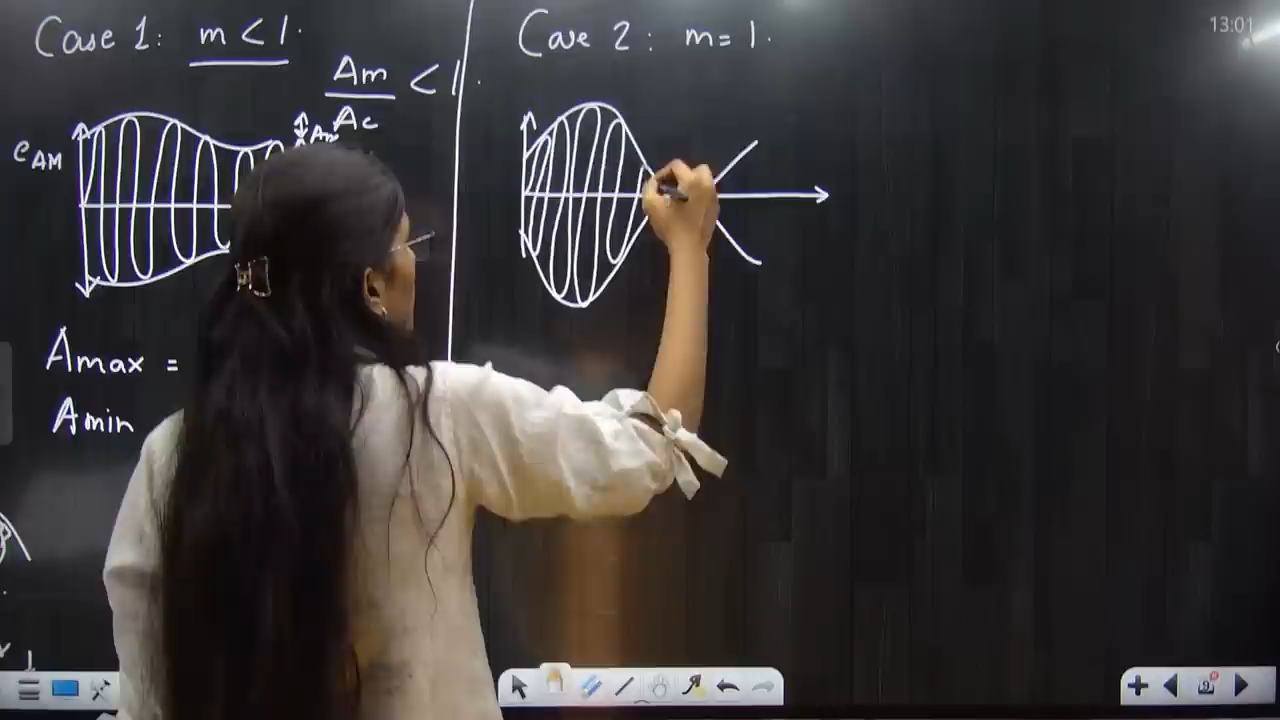 13:01
Case 1: m < 1.
Am
Ac
< 1.
eAM
Amax =
Amin
Case 2: m = 1.